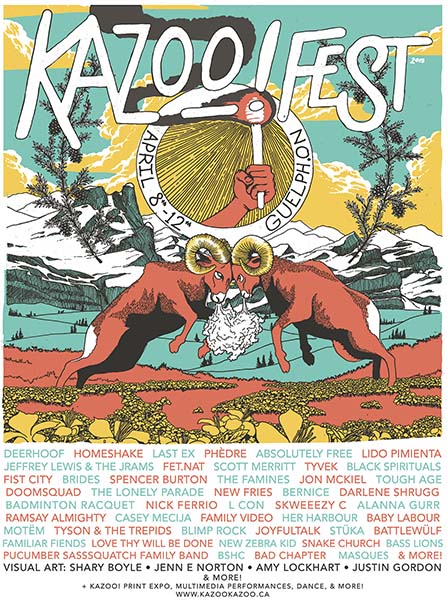 KAZOO! FEST
2015
APRIL 8TH-12TH
GUELPH, ON
DEERHOOF HOMESHAKE LAST EX PHÈDRE ABSOLUTELY FREE LIDO PIMIENTA
JEFFREY LEWIS & THE JRAMS FET.NAT SCOTT MERRITT TYVEK BLACK SPIRITUALS
FIST CITY BRIDES SPENCER BURTON THE FAMINES JON MCKIEL TOUGH AGE
DOOMSQUAD THE LONELY PARADE NEW FRIES BERNICE DARLENE SHRUGG
BADMINTON RACQUET NICK FERRIO L CON SKWEEEZY C ALANNA GURR
RAMSAY ALMIGHTY CASEY MECIJA FAMILY VIDEO HER HARBOUR BABY LABOUR
MOTËM TYSON & THE TREPIDS BLIMP ROCK JOYFULTALK STÜKA BATTLEWÜLF
FAMILIAR FIENDS LOVE THY WILL BE DONE NEW ZEBRA KID SNAKE CHURCH BASS LIONS
PUCUMBER SASSSQUATCH FAMILY BAND BSHC BAD CHAPTER MASQUES & MORE!
VISUAL ART: SHARY BOYLE • JENN E NORTON • AMY LOCKHART • JUSTIN GORDON
& MORE!
+ KAZOO! PRINT EXPO, MULTIMEDIA PERFORMANCES, DANCE, & MORE!
WWW.KAZOOKAZOO.CA